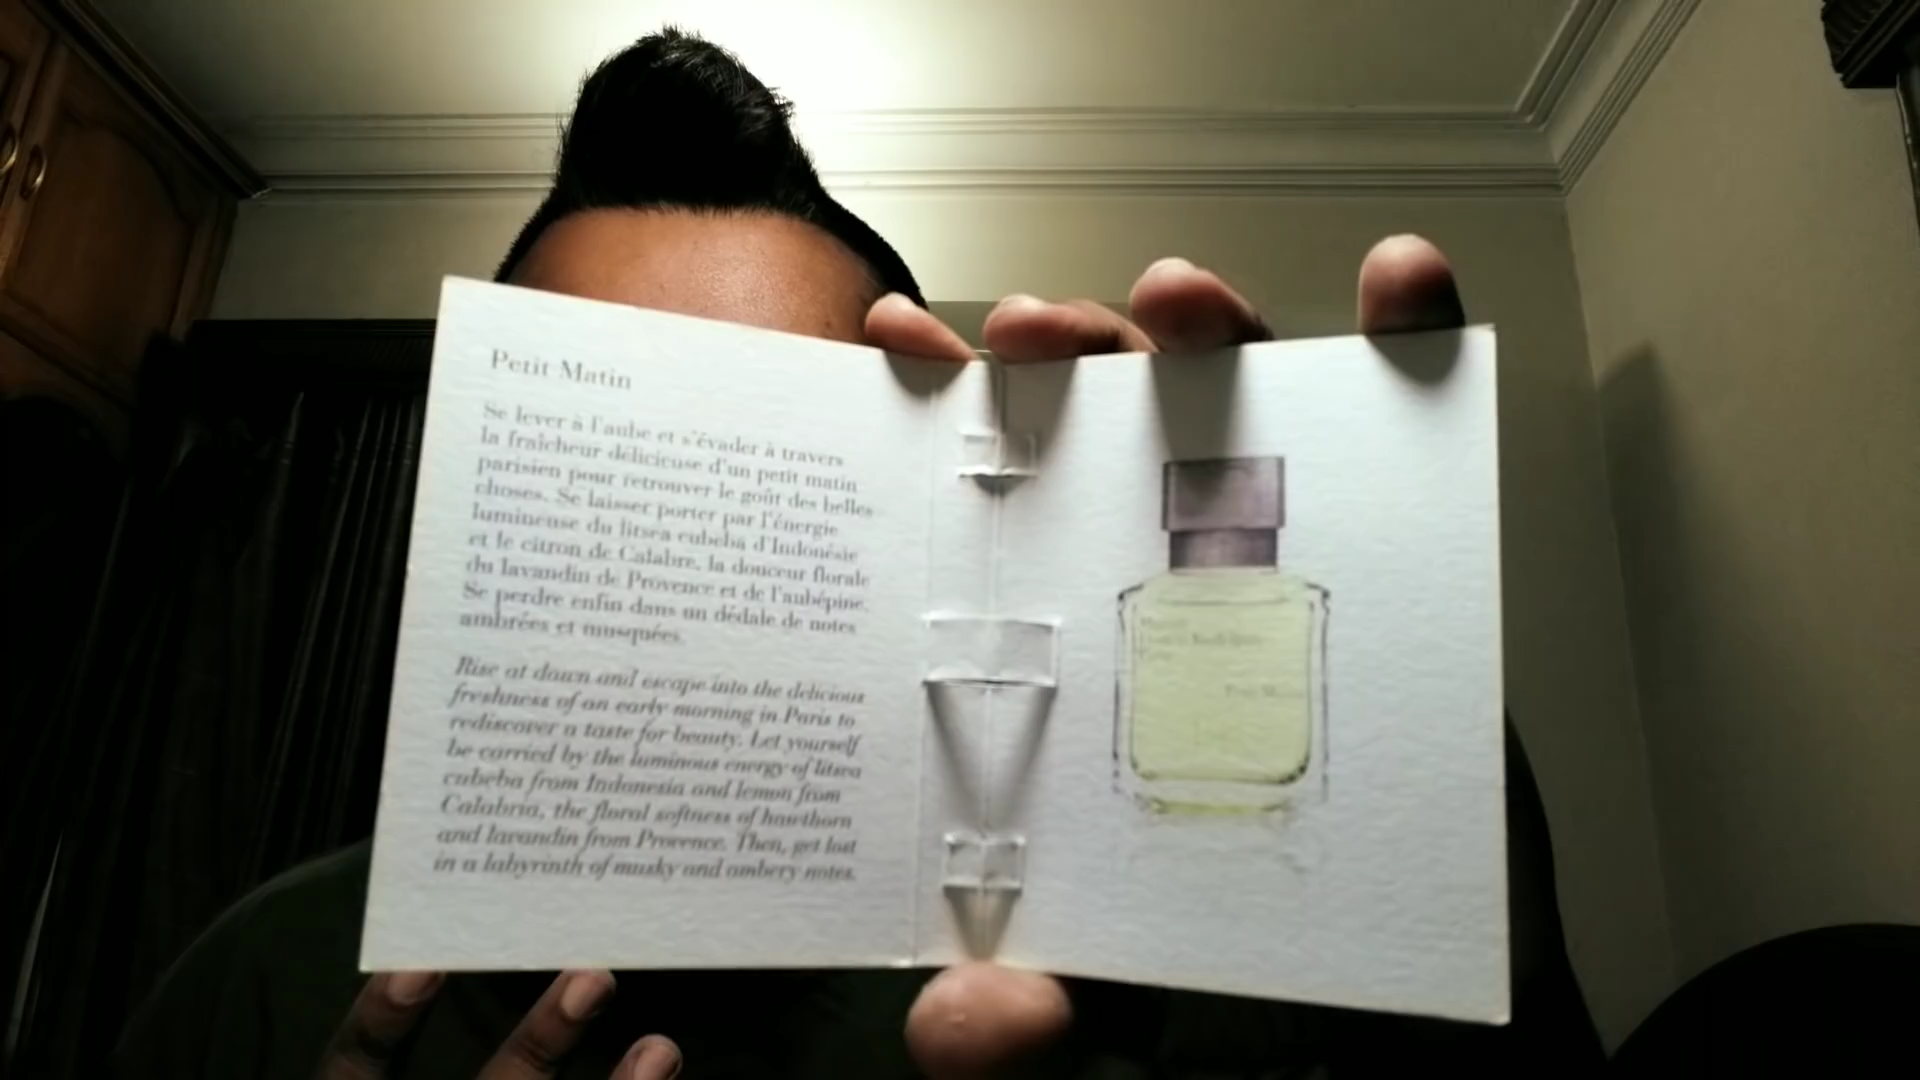 Petit Matin
Se lever à l'aube et s'évader à travers
la fraîcheur délicieuse d'un petit matin
parisien pour retrouver le goût des belles
choses. Se laisser porter par l'énergie
lumineuse du litsea cubeba d'Indonésie
et le citron de Calabre, la douceur florale
du lavandin de Provence et de l'aubépine.
Se perdre enfin dans un dédale de notes
ambrées et musquées.
Rise at dawn and escape into the delicious
freshness of an early morning in Paris to
rediscover a taste for beauty. Let yourself
be carried by the luminous energy of litsea
cubeba from Indonesia and lemon from
Calabria, the floral softness of hawthorn
and lavandin from Provence. Then, get lost
in a labyrinth of musky and ambery notes.
Petit Matin